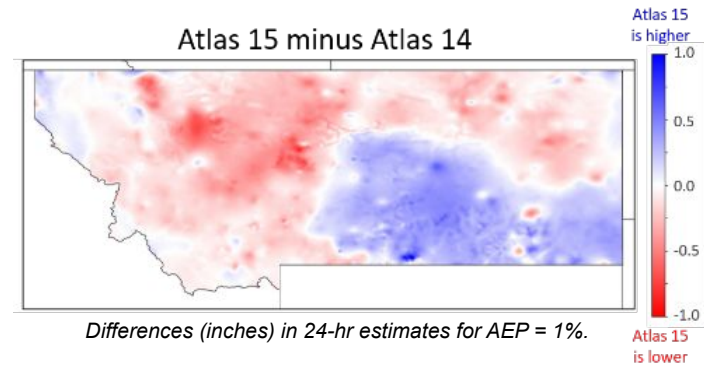 Atlas 15 minus Atlas 14
Atlas 15
is higher
1.0
0.5
0.0
-0.5
-1.0
Atlas 15
is lower
Differences (inches) in 24-hr estimates for AEP = 1%.